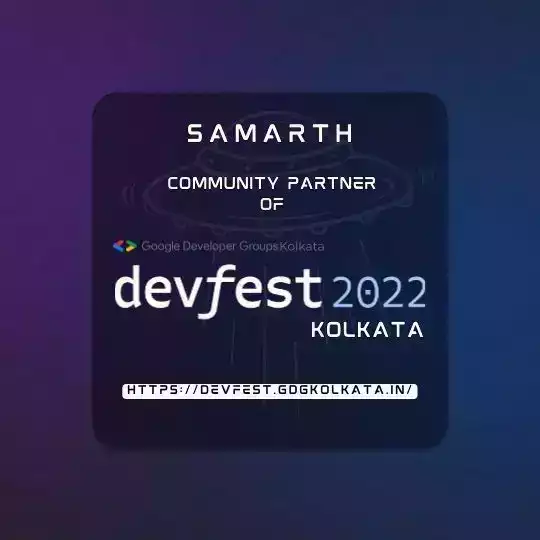 SAMARTH
COMMUNITY PARTNER
OF
Google Developer Groups Kolkata
devfest 2022
KOLKATA
HTTPS://DEVFEST.GDGKOLKATA.IN/